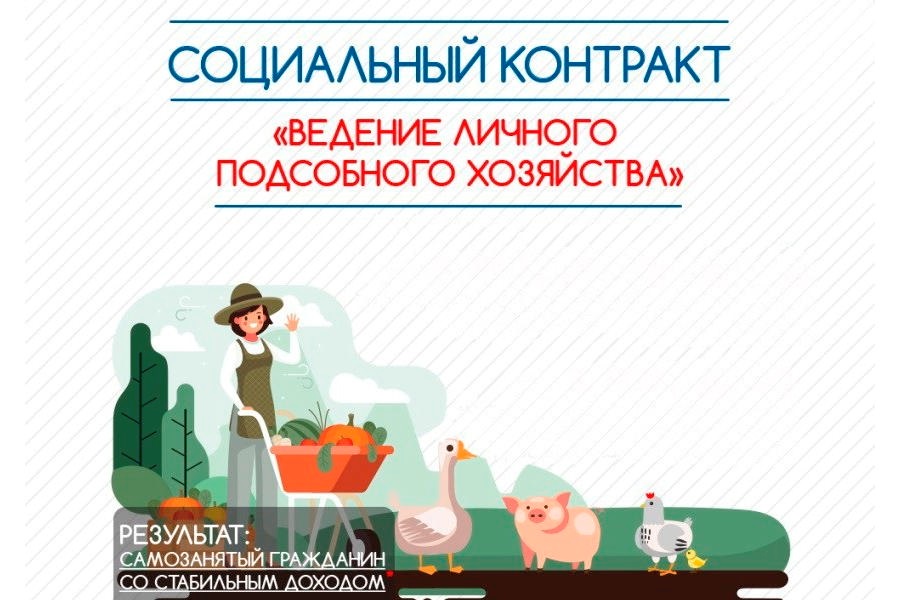 СОЦИАЛЬНЫЙ КОНТРАКТ
«ВЕДЕНИЕ ЛИЧНОГО
ПОДСОБНОГО ХОЗЯЙСТВА»
РЕЗУЛЬТАТ:
САМОЗАНЯТЫЙ ГРАЖДАНИН
СО СТАБИЛЬНЫМ ДОХОДОМ*